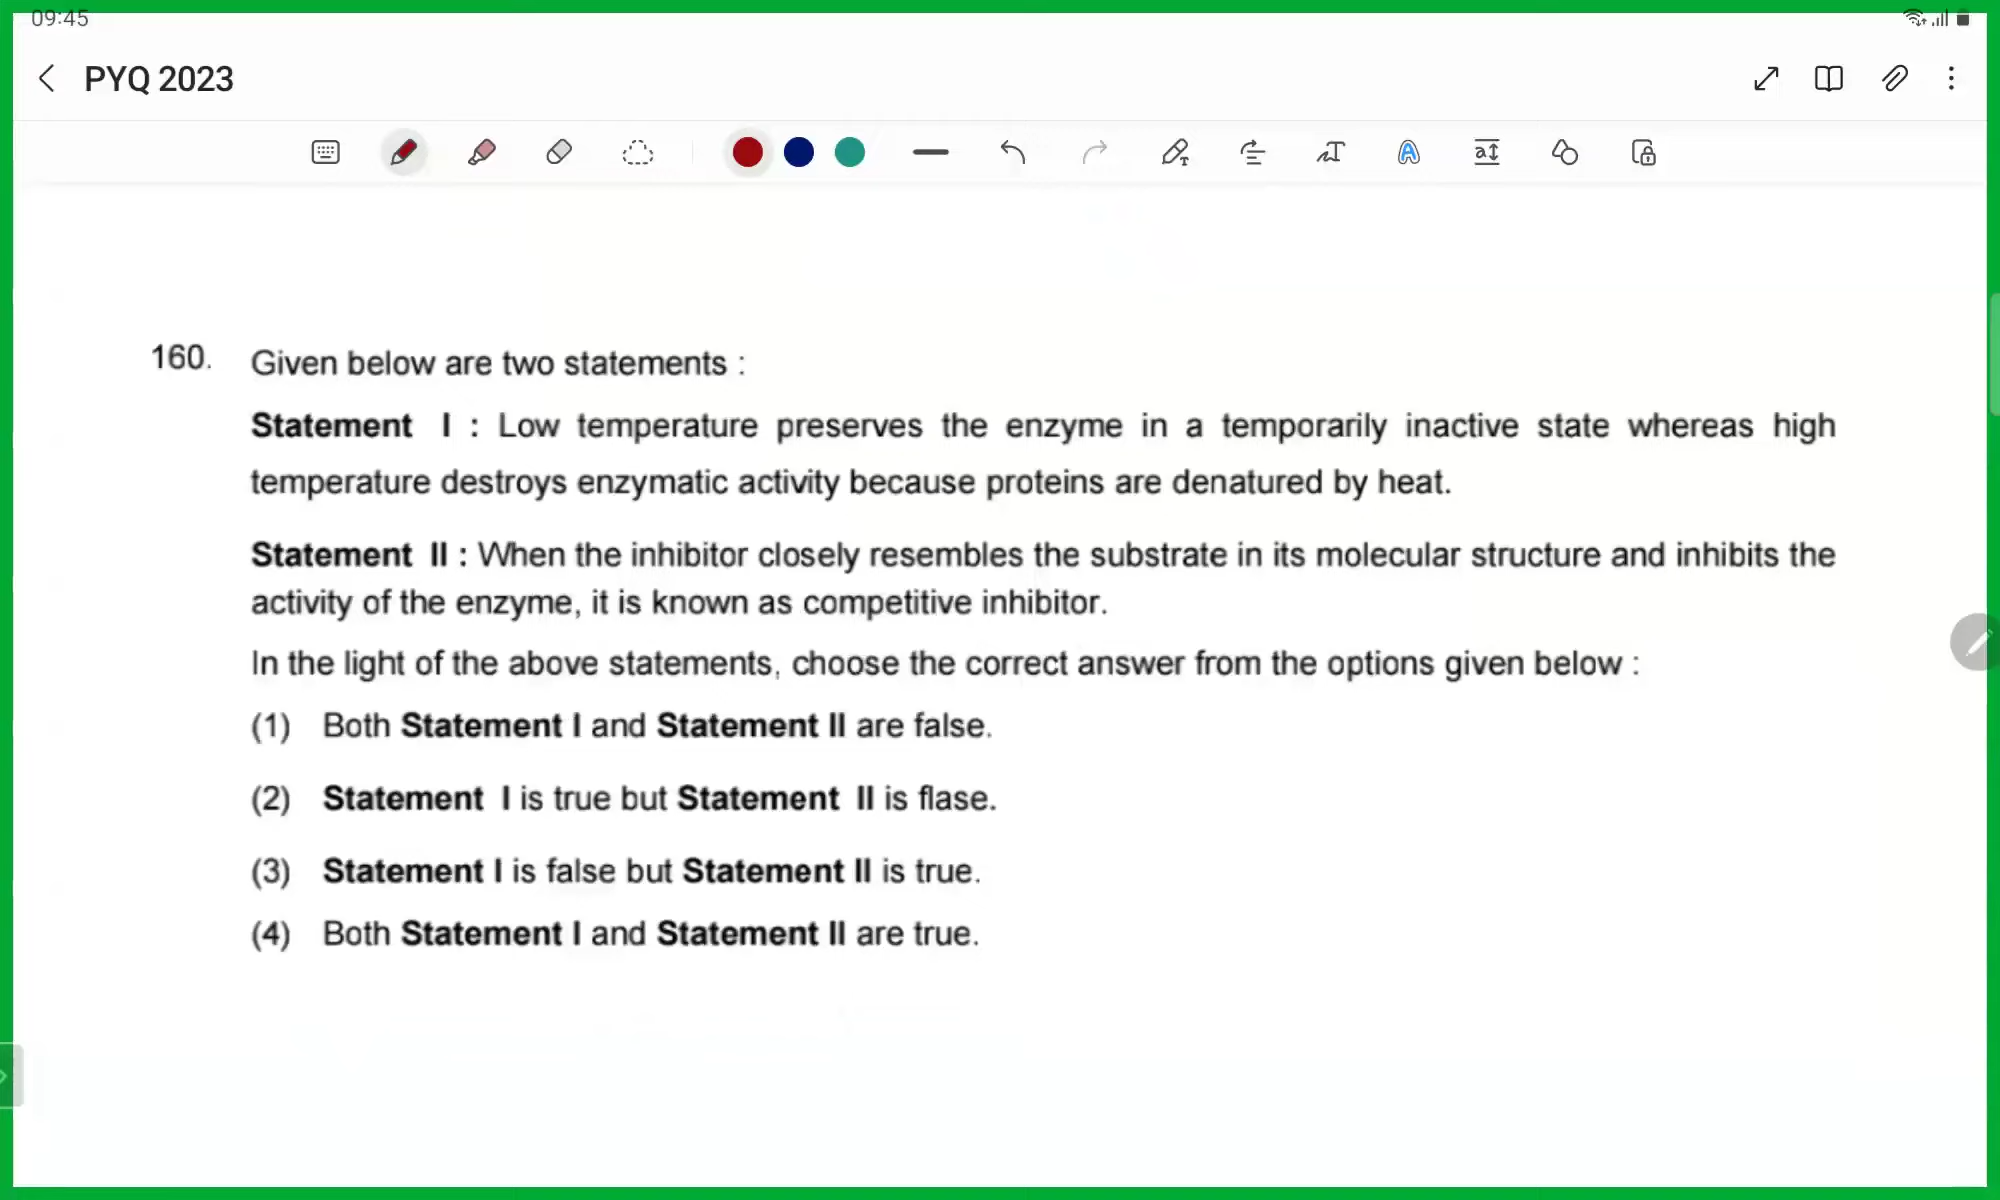 09:45
PYQ 2023
160. Given below are two statements :
Statement I : Low temperature preserves the enzyme in a temporarily inactive state whereas high
temperature destroys enzymatic activity because proteins are denatured by heat.
Statement II : When the inhibitor closely resembles the substrate in its molecular structure and inhibits the
activity of the enzyme, it is known as competitive inhibitor.
In the light of the above statements, choose the correct answer from the options given below :
(1) Both Statement I and Statement II are false.
(2) Statement I is true but Statement II is flase.
(3) Statement I is false but Statement II is true.
(4) Both Statement I and Statement II are true.